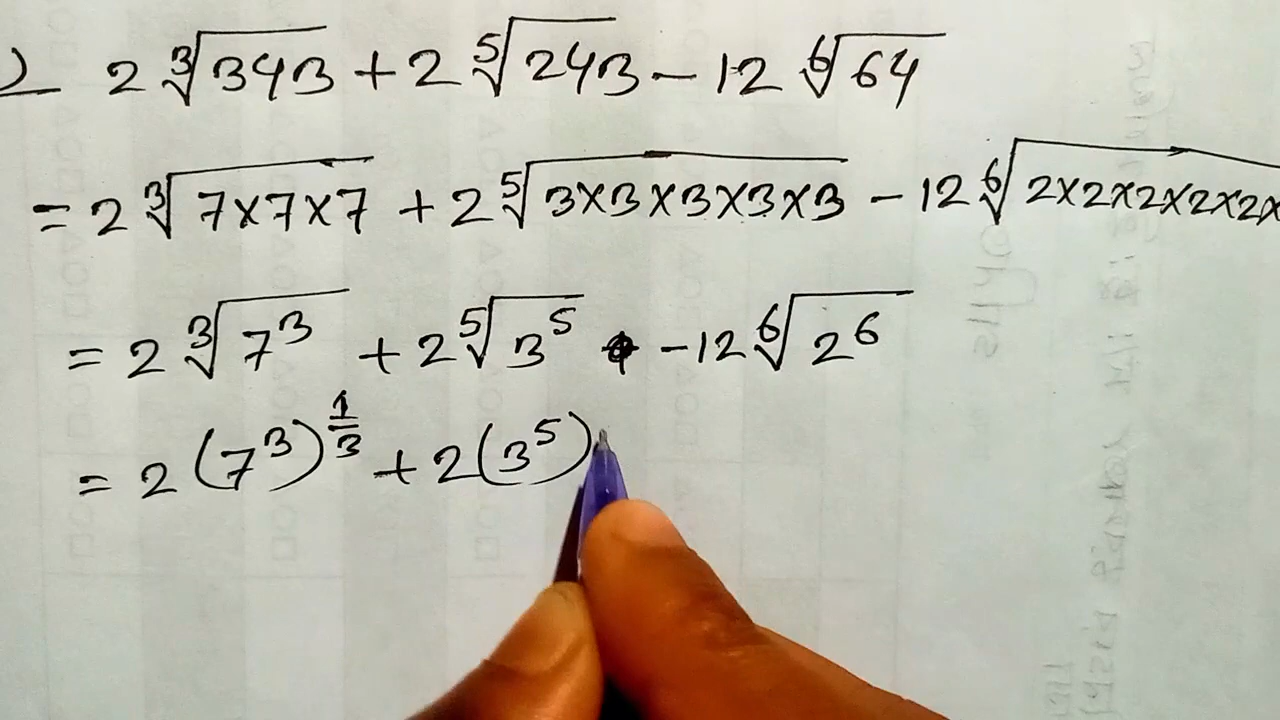 ) 2∛343 + 2 ⁵√243 - 12 ⁶√64
= 2 ∛7×7×7 + 2 ⁵√3×3×3×3×3 - 12 ⁶√2×2×2×2×2×
= 2 ∛7³ + 2 ⁵√3⁵ - 12 ⁶√2⁶
= 2 (7³)^1/3 + 2 (3⁵)